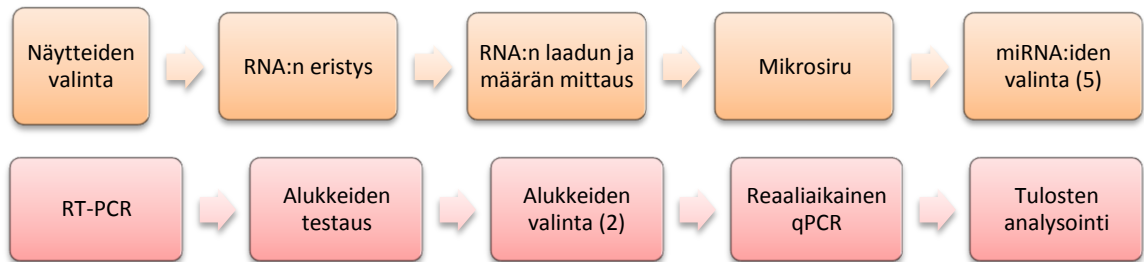 Näytteiden
valinta
RNA:n eristys
RNA:n laadun ja
määrän mittaus
Mikrosiru
miRNA:iden
valinta (5)
RT-PCR
Alukkeiden
testaus
Alukkeiden
valinta (2)
Reaaliaikainen
qPCR
Tulosten
analysointi